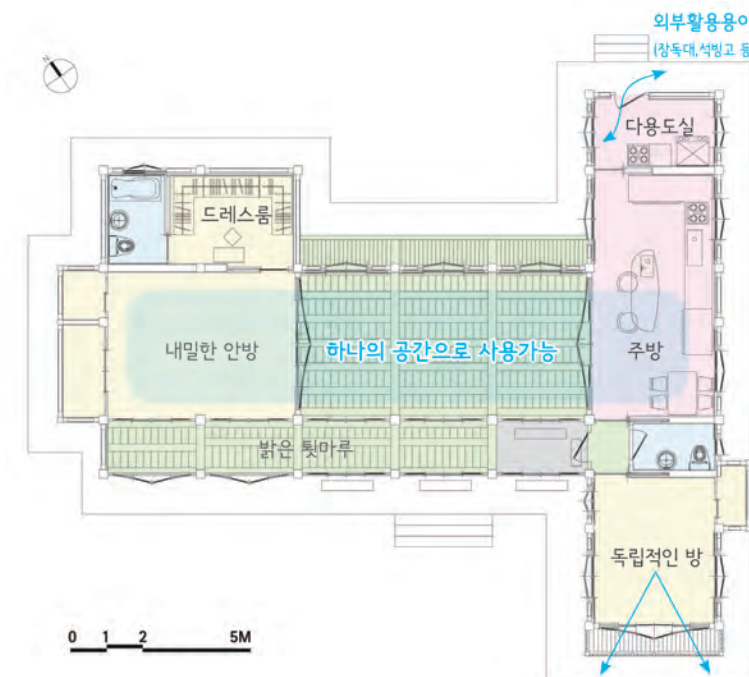 외부활용용이
(장독대,석빙고 등
N
다용도실
드레스룸
내밀한 안방
하나의 공간으로 사용가능
주방
밝은 툇마루
독립적인 방
0 1 2 5M